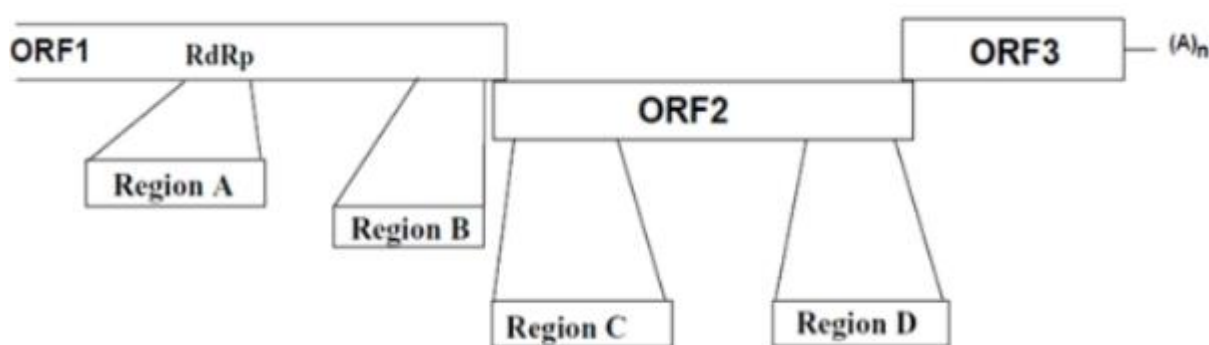 ORF1 RdRp
ORF3 (A)n
ORF2
Region A
Region B
Region C
Region D